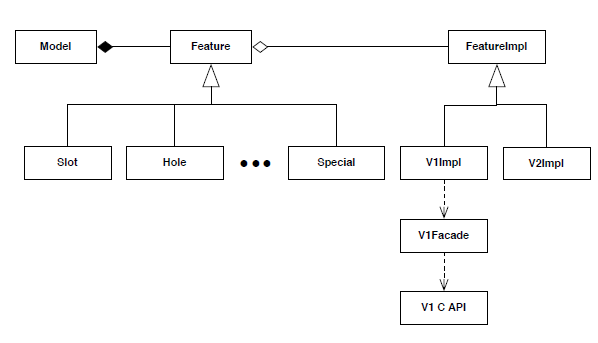 Model
Feature
FeatureImpl
Slot
Hole
Special
V1Impl
V2Impl
V1Facade
V1 C API